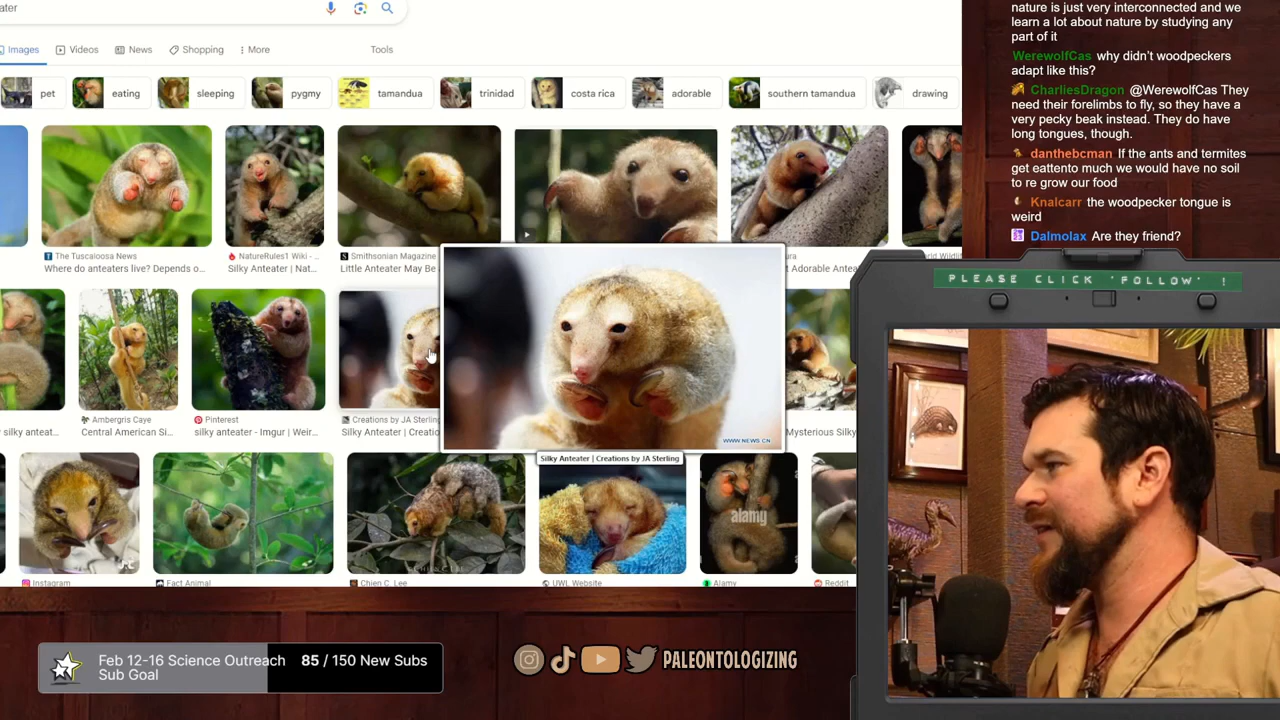 ater
Images
Videos
News
Shopping
More
Tools
pet
eating
sleeping
pygmy
tamandua
trinidad
costa rica
adorable
southern tamandua
drawing
The Tuscaloosa News
Where do anteaters live? Depends o...
NatureRules1 Wiki -...
Silky Anteater | Nat...
Smithsonian Magazine
Little Anteater May Be
t Adorable Antea
silky anteat...
Ambergris Caye
Central American Si...
Pinterest
silky anteater - Imgur | Weir...
Creations by JA Sterling
Silky Anteater | Creatio
WWW.NEWS.CN
Silky Anteater | Creations by JA Sterling
Mysterious Silky
alamy
Instagram
Fact Animal
Chien C. Lee
UWL Website
Alamy
Reddit
nature is just very interconnected and we
learn a lot about nature by studying any
part of it
WerewolfCas why didn't woodpeckers
adapt like this?
CharliesDragon @WerewolfCas They
need their forelimbs to fly, so they have a
very pecky beak instead. They do have
long tongues, though.
danthebcman If the ants and termites
get eattento much we would have no soil
to re grow our food
Knalcarr the woodpecker tongue is
weird
Dalmolax Are they friend?
PLEASE CLICK "FOLLOW" !
Feb 12-16 Science Outreach
Sub Goal
85 / 150 New Subs
PALEONTOLOGIZING